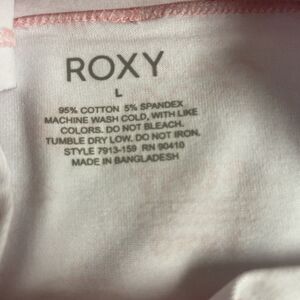 ROXY
L
95% COTTON 5% SPANDEX
MACHINE WASH COLD, WITH LIKE
COLORS. DO NOT BLEACH.
TUMBLE DRY LOW. DO NOT IRON.
STYLE 7913-159 RN 90410
MADE IN BANGLADESH